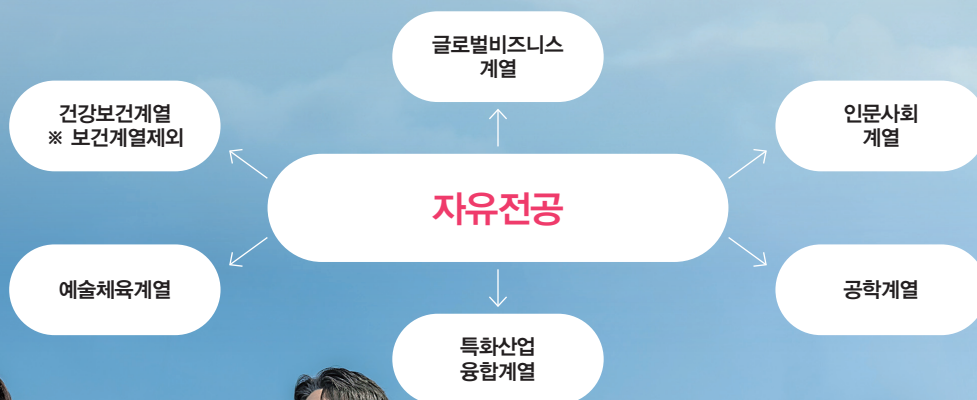 글로벌비즈니스
계열
건강보건계열
※ 보건계열제외
인문사회
계열
자유전공
예술체육계열
공학계열
특화산업
융합계열